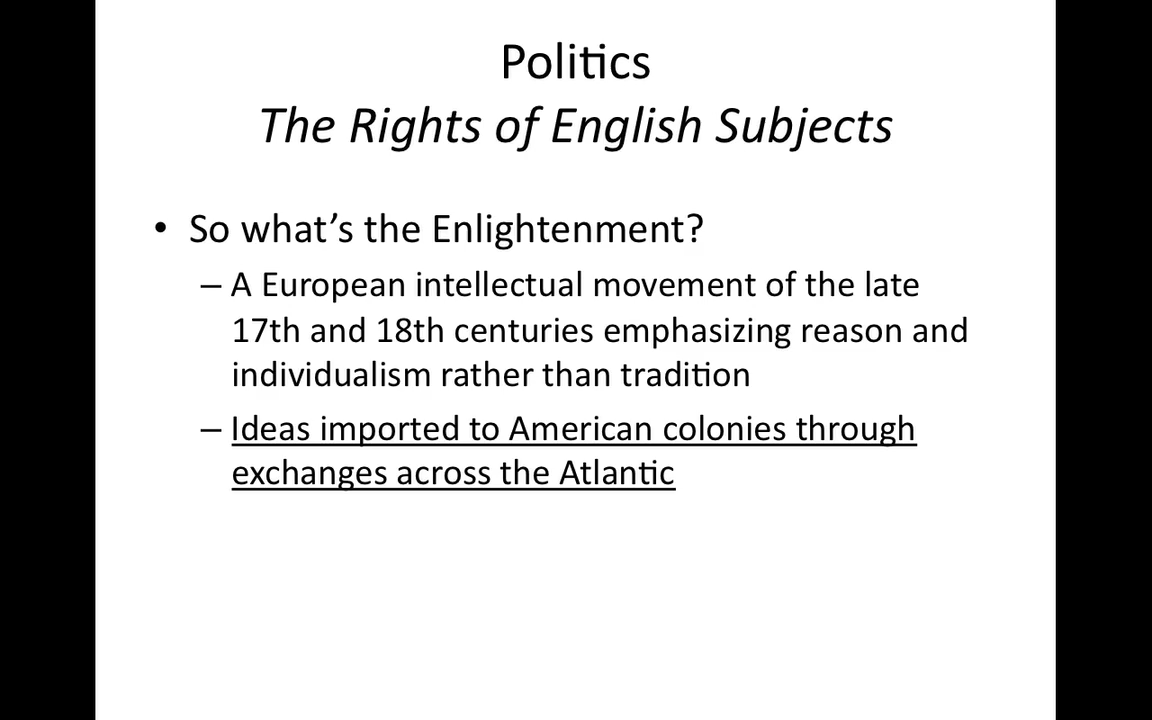 Politics
The Rights of English Subjects
• So what’s the Enlightenment?
– A European intellectual movement of the late
17th and 18th centuries emphasizing reason and
individualism rather than tradition
– Ideas imported to American colonies through
exchanges across the Atlantic